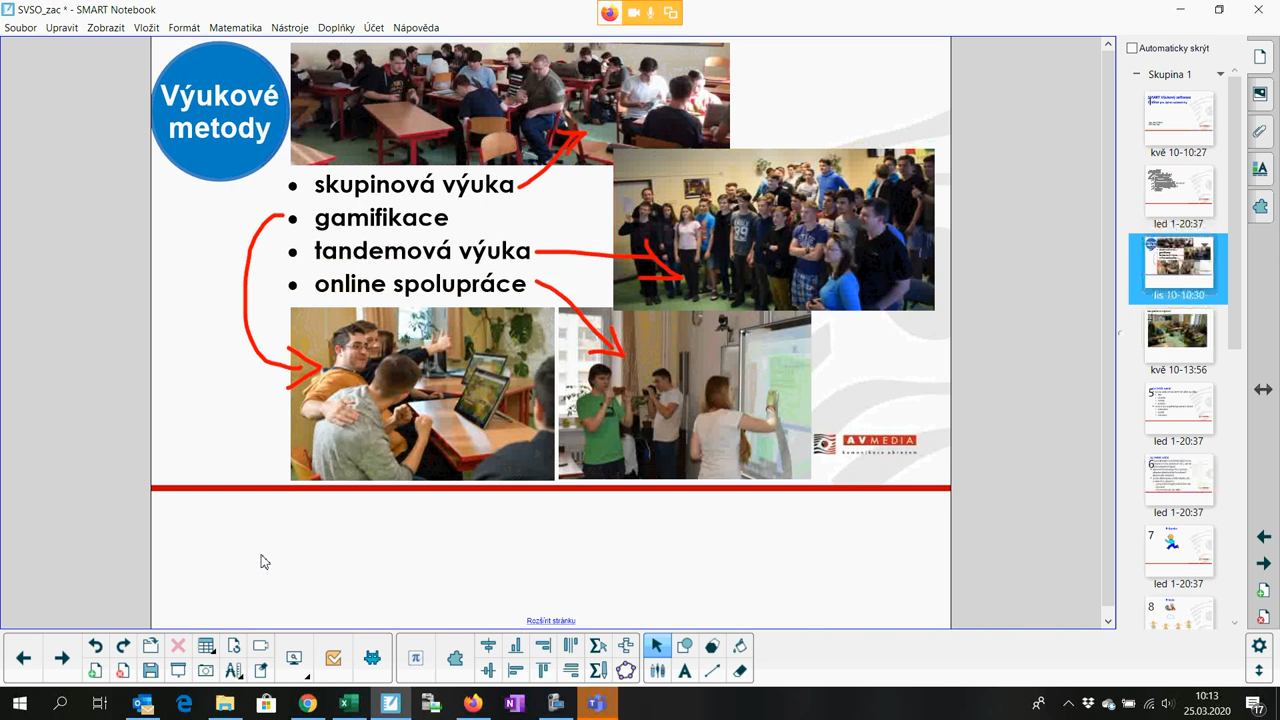 SVSO_zac * - SMART Notebook
Soubor Upravit Zobrazit Vložit Formát Matematika Nástroje Doplňky Účet Nápověda
Automaticky skrýt
Skupina 1
Výukové
metody
• skupinová výuka
• gamifikace
• tandemová výuka
• online spolupráce
89
AV MEDIA
komunikace obrazem
Rozšířit stránku
kvě 10-10:27
led 1-20:37
lis 10-10:30
kvě 10-13:56
5
led 1-20:37
6
led 1-20:37
7
led 1-20:37
8
10:13
25.03.2020
17